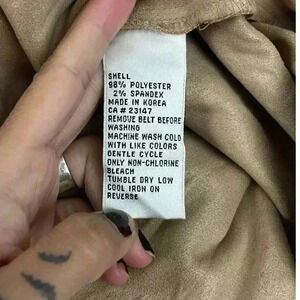 SHELL
98% POLYESTER
2% SPANDEX
MADE IN KOREA
CA # 23147
REMOVE BELT BEFORE
WASHING
MACHINE WASH COLD
WITH LIKE COLORS
GENTLE CYCLE
ONLY NON-CHLORINE
BLEACH
TUMBLE DRY LOW
COOL IRON ON
REVERSE